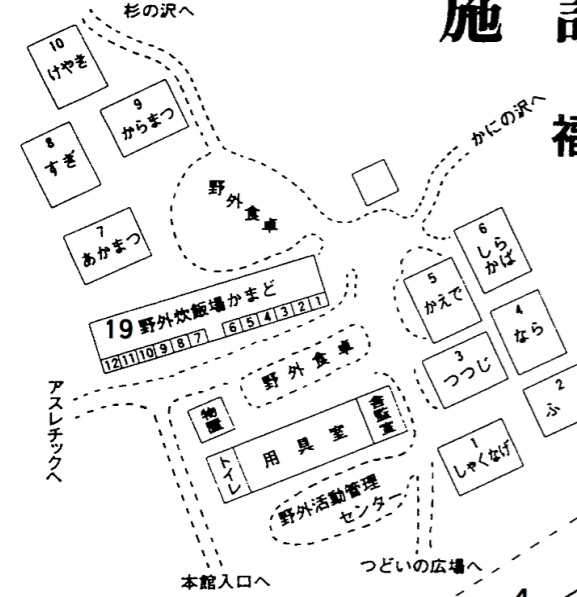 杉の沢へ
施
10
けやき
9
からまつ
かにの沢へ
8
すぎ
野外食卓
7
あかまつ
6
しら
かば
5
かえで
19 野外炊飯場かまど
12 11 10 9 8 7 6 5 4 3 2 1
4
なら
野外食卓
3
つつじ
2
ふ
アスレチックへ
物置
舎監室
用具室
トイレ
1
しゃくなげ
野外活動管理
センター
つどいの広場へ
本館入口へ